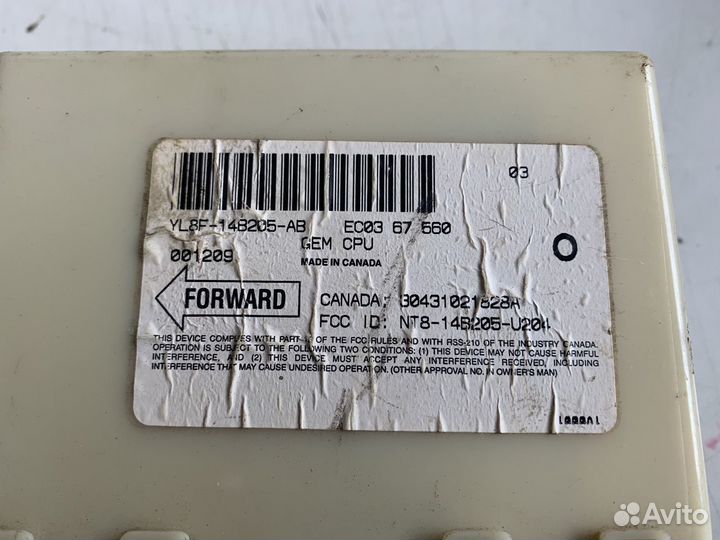 03
YL8F-14B205-AB EC03 67 560
GEM CPU
001209
MADE IN CANADA
O
FORWARD
CANADA: 30431021828A
FCC ID: NT8-14B205-U204
THIS DEVICE COMPLIES WITH PART-15 OF THE FCC RULES AND WITH RSS-210 OF THE INDUSTRY CANADA.
OPERATION IS SUBJECT TO THE FOLLOWING TWO CONDITIONS: (1) THIS DEVICE MAY NOT CAUSE HARMFUL
INTERFERENCE, AND (2) THIS DEVICE MUST ACCEPT ANY INTERFERENCE RECEIVED, INCLUDING
INTERFERENCE THAT MAY CAUSE UNDESIRED OPERATION. (OTHER APPROVAL NO. IN OWNER'S MAN)
Avito